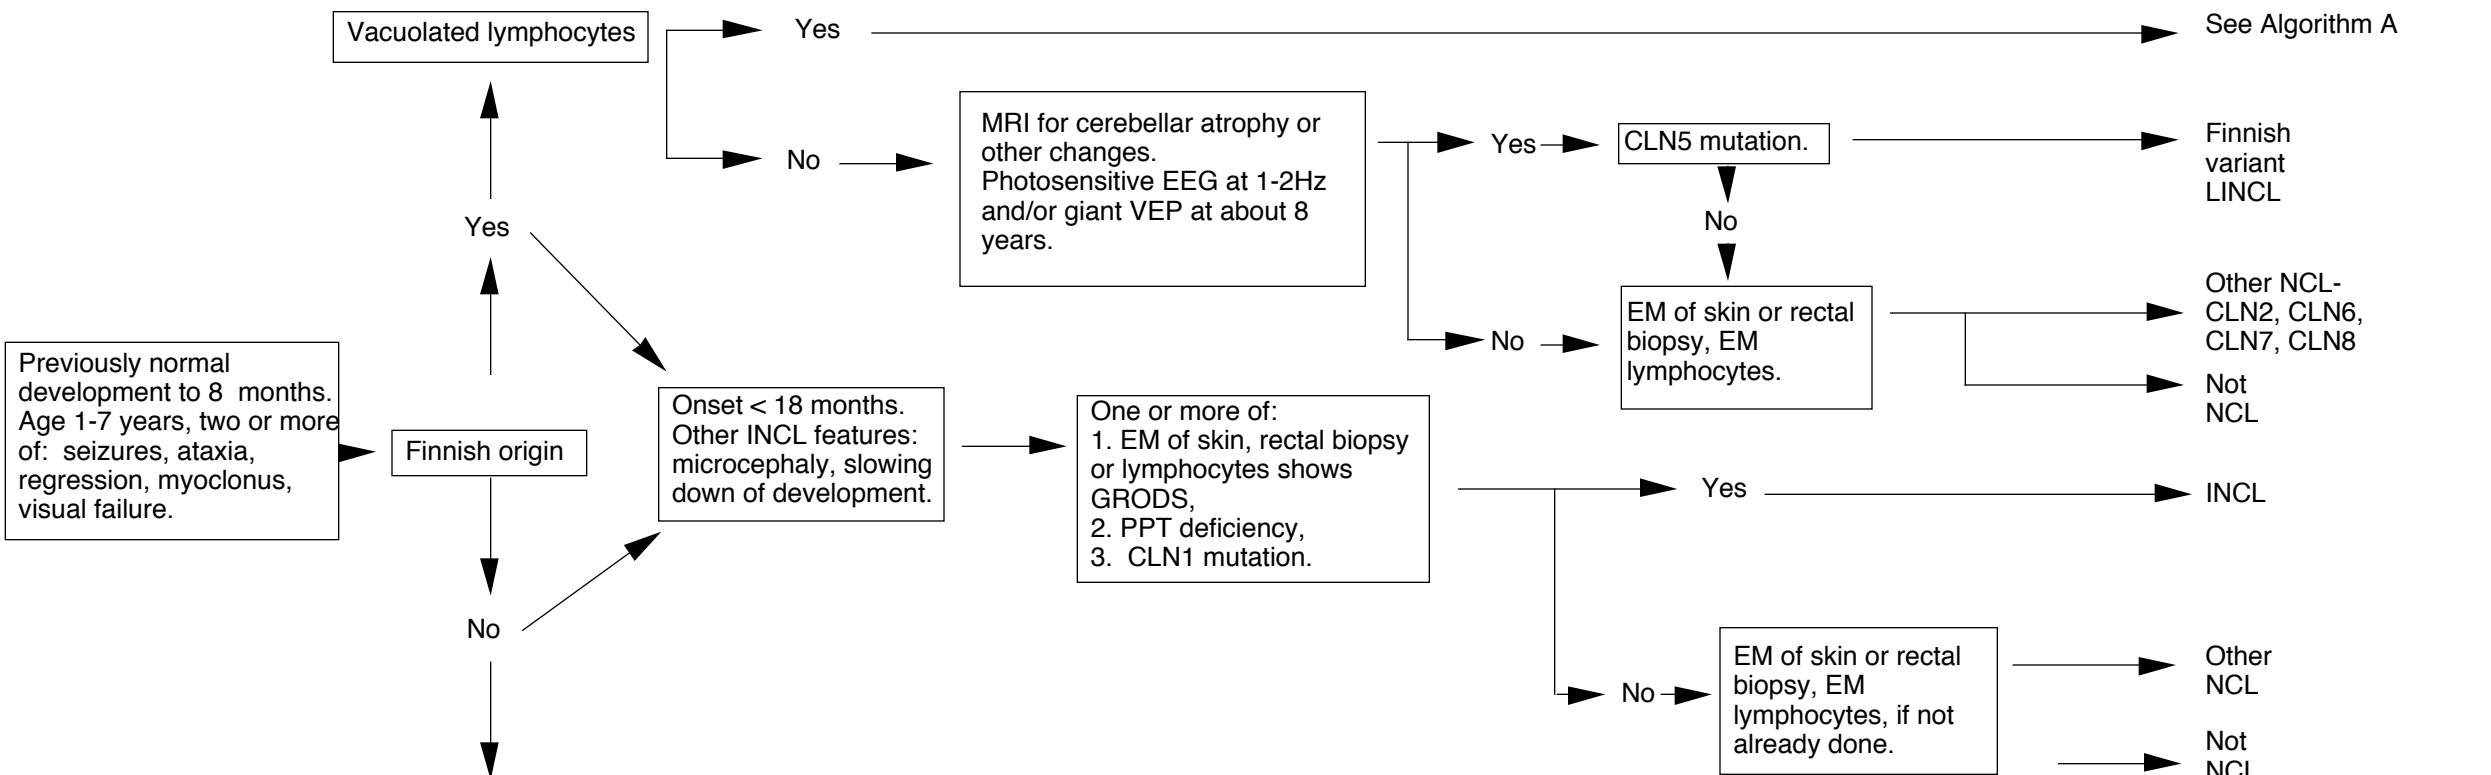 Vacuolated lymphocytes
Yes
See Algorithm A
No
MRI for cerebellar atrophy or
other changes.
Photosensitive EEG at 1-2Hz
and/or giant VEP at about 8
years.
Yes
CLN5 mutation.
Finnish
variant
LINCL
No
No
EM of skin or rectal
biopsy, EM
lymphocytes.
Other NCL-
CLN2, CLN6,
CLN7, CLN8
Not
NCL
Yes
Previously normal
development to 8 months.
Age 1-7 years, two or more
of: seizures, ataxia,
regression, myoclonus,
visual failure.
Finnish origin
Onset < 18 months.
Other INCL features:
microcephaly, slowing
down of development.
One or more of:
1. EM of skin, rectal biopsy
or lymphocytes shows
GRODS,
2. PPT deficiency,
3. CLN1 mutation.
Yes
INCL
No
No
EM of skin or rectal
biopsy, EM
lymphocytes, if not
already done.
Other
NCL
Not
NCL